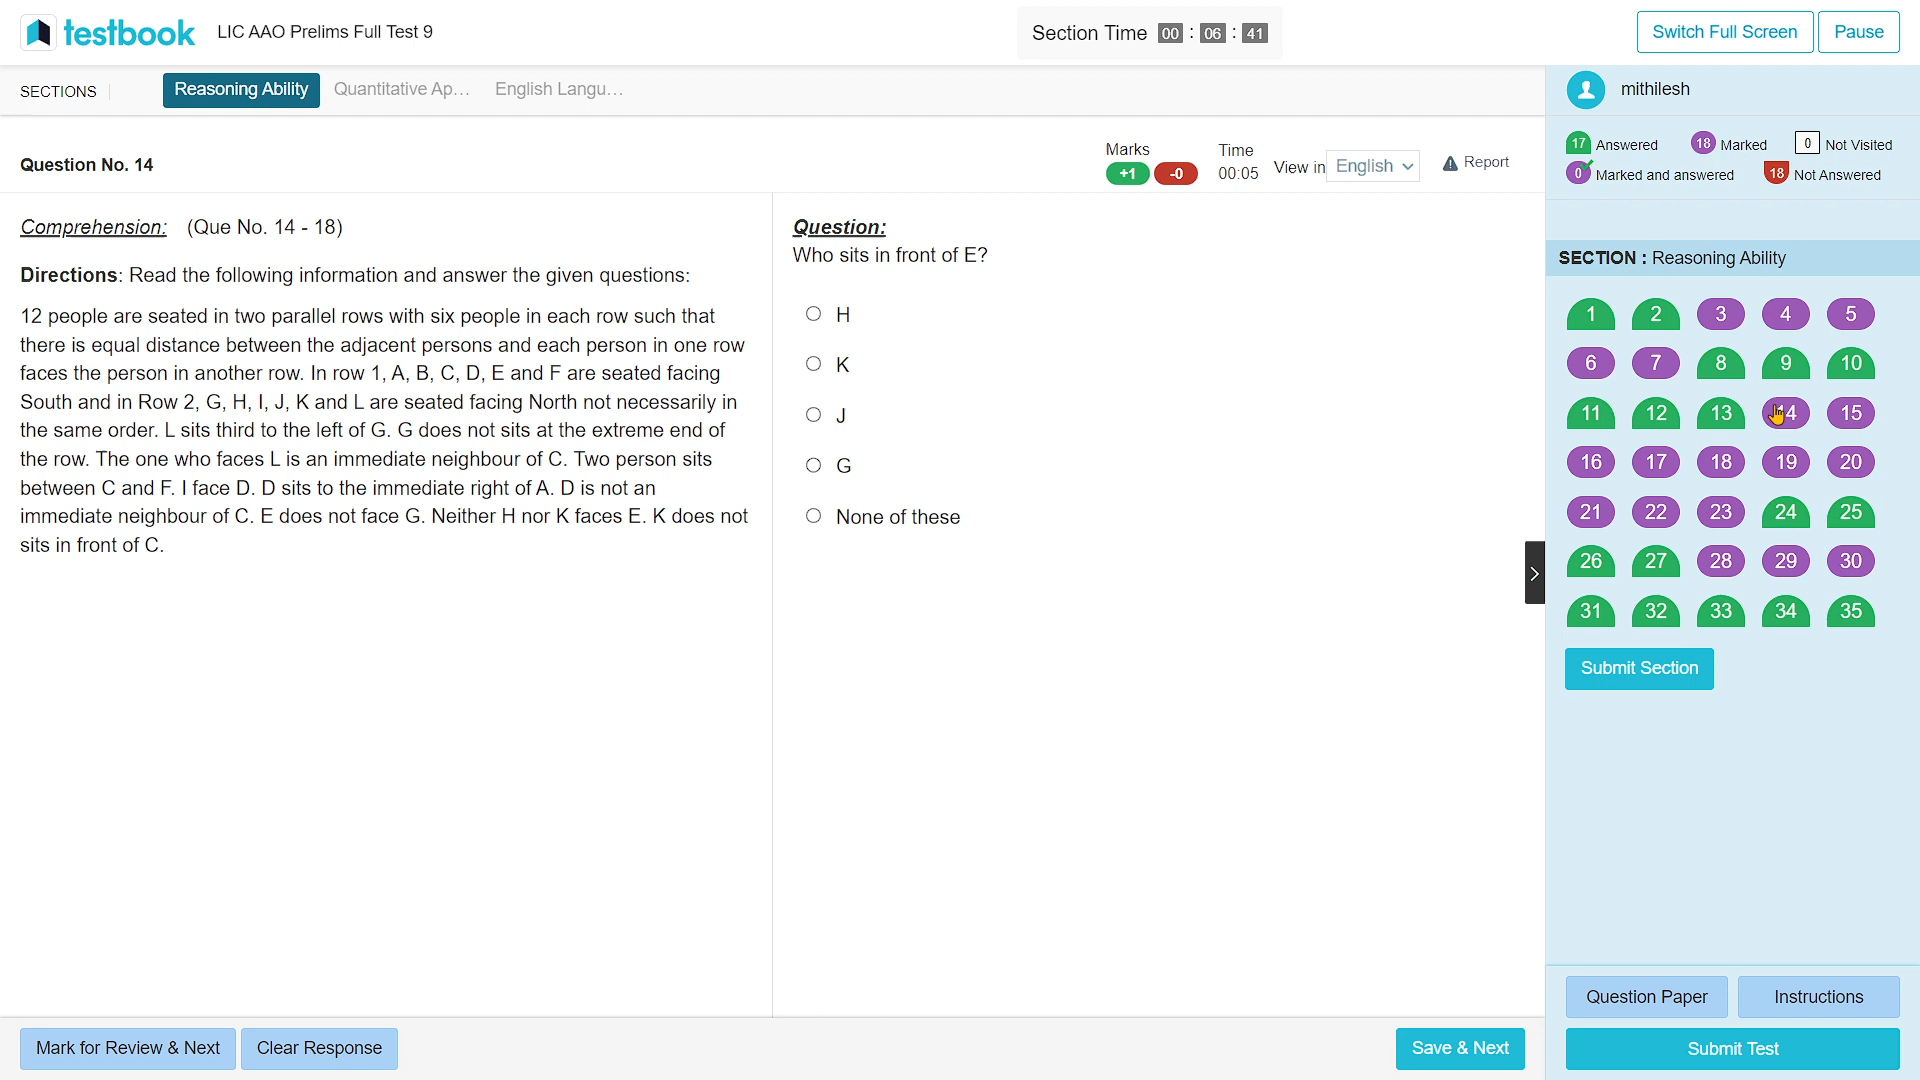 testbook LIC AAO Prelims Full Test 9 Section Time 00 : 06 : 41 Switch Full Screen Pause
SECTIONS Reasoning Ability Quantitative Ap... English Langu... mithilesh
17 Answered 18 Marked 0 Not Visited
0 Marked and answered 18 Not Answered
Question No. 14 Marks +1 -0 Time 00:05 View in English Report
Comprehension: (Que No. 14 - 18)
Directions: Read the following information and answer the given questions:
12 people are seated in two parallel rows with six people in each row such that
there is equal distance between the adjacent persons and each person in one row
faces the person in another row. In row 1, A, B, C, D, E and F are seated facing
South and in Row 2, G, H, I, J, K and L are seated facing North not necessarily in
the same order. L sits third to the left of G. G does not sits at the extreme end of
the row. The one who faces L is an immediate neighbour of C. Two person sits
between C and F. I face D. D sits to the immediate right of A. D is not an
immediate neighbour of C. E does not face G. Neither H nor K faces E. K does not
sits in front of C.
Question:
Who sits in front of E?
H
K
J
G
None of these
SECTION : Reasoning Ability
1 2 3 4 5
6 7 8 9 10
11 12 13 14 15
16 17 18 19 20
21 22 23 24 25
26 27 28 29 30
31 32 33 34 35
Submit Section
Question Paper Instructions
Mark for Review & Next Clear Response Save & Next Submit Test